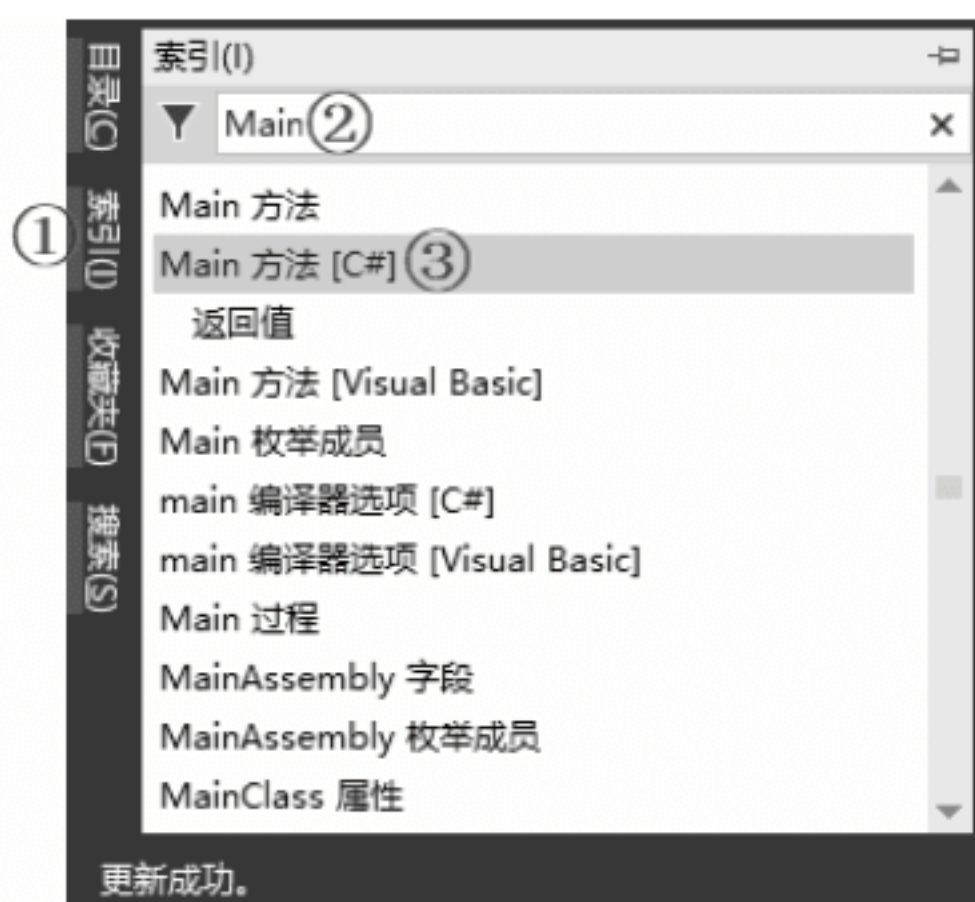 索引(I)
Main②
Main 方法
Main 方法 [C#]③
返回值
Main 方法 [Visual Basic]
Main 枚举成员
main 编译器选项 [C#]
main 编译器选项 [Visual Basic]
Main 过程
MainAssembly 字段
MainAssembly 枚举成员
MainClass 属性
目录(C)
①索引(I)
收藏夹(F)
搜索(S)
更新成功。